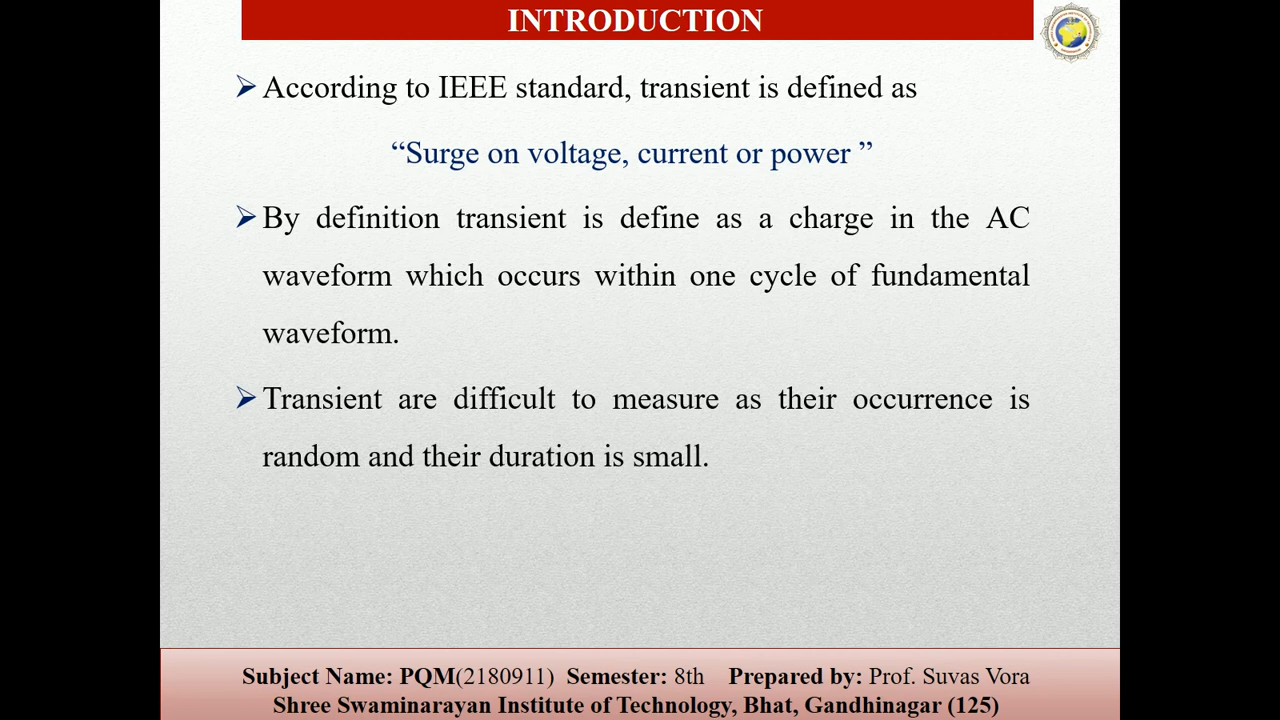 INTRODUCTION
According to IEEE standard, transient is defined as
“Surge on voltage, current or power ”
By definition transient is define as a charge in the AC
waveform which occurs within one cycle of fundamental
waveform.
Transient are difficult to measure as their occurrence is
random and their duration is small.
Subject Name: PQM(2180911) Semester: 8th Prepared by: Prof. Suvas Vora
Shree Swaminarayan Institute of Technology, Bhat, Gandhinagar (125)